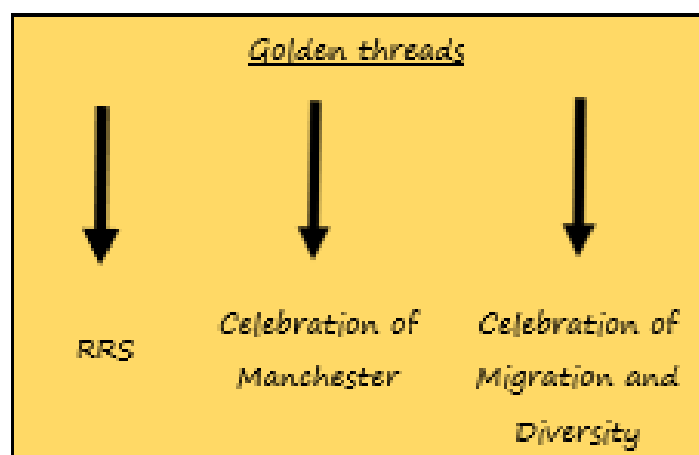 Golden threads
RRS
Celebration of
Manchester
Celebration of
Migration and
Diversity